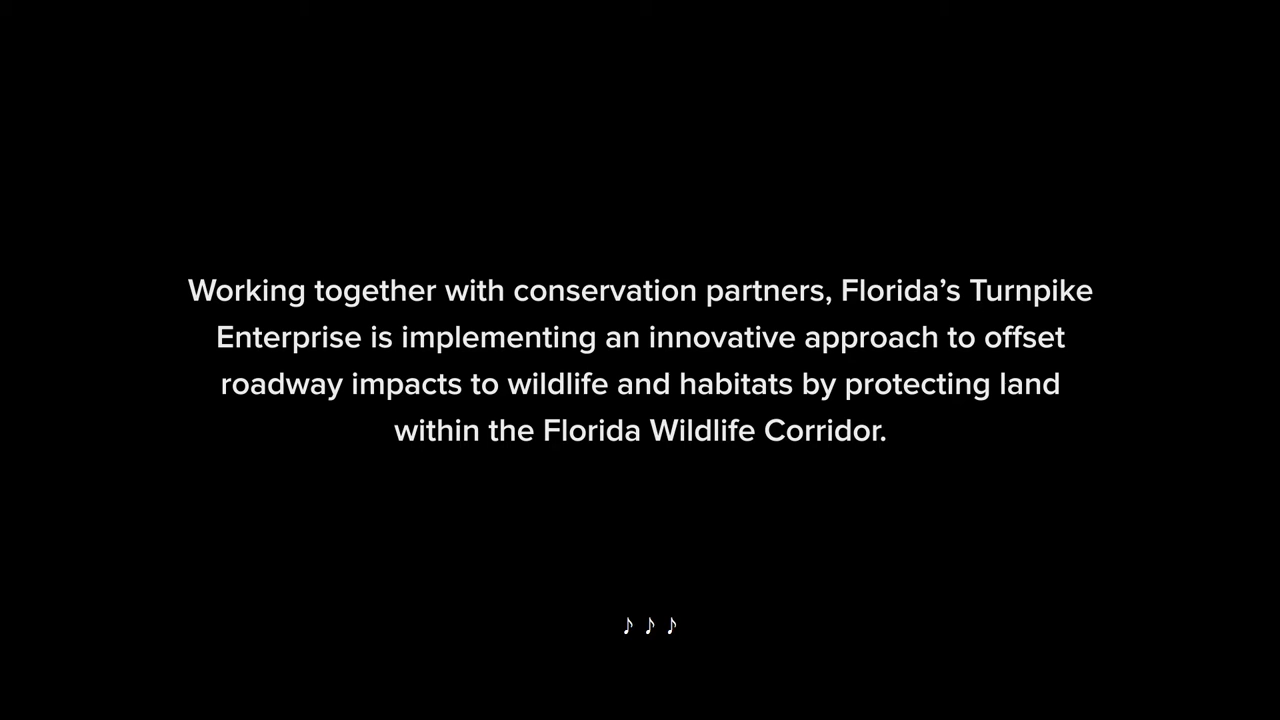 Working together with conservation partners, Florida’s Turnpike
Enterprise is implementing an innovative approach to offset
roadway impacts to wildlife and habitats by protecting land
within the Florida Wildlife Corridor.
♪ ♪ ♪